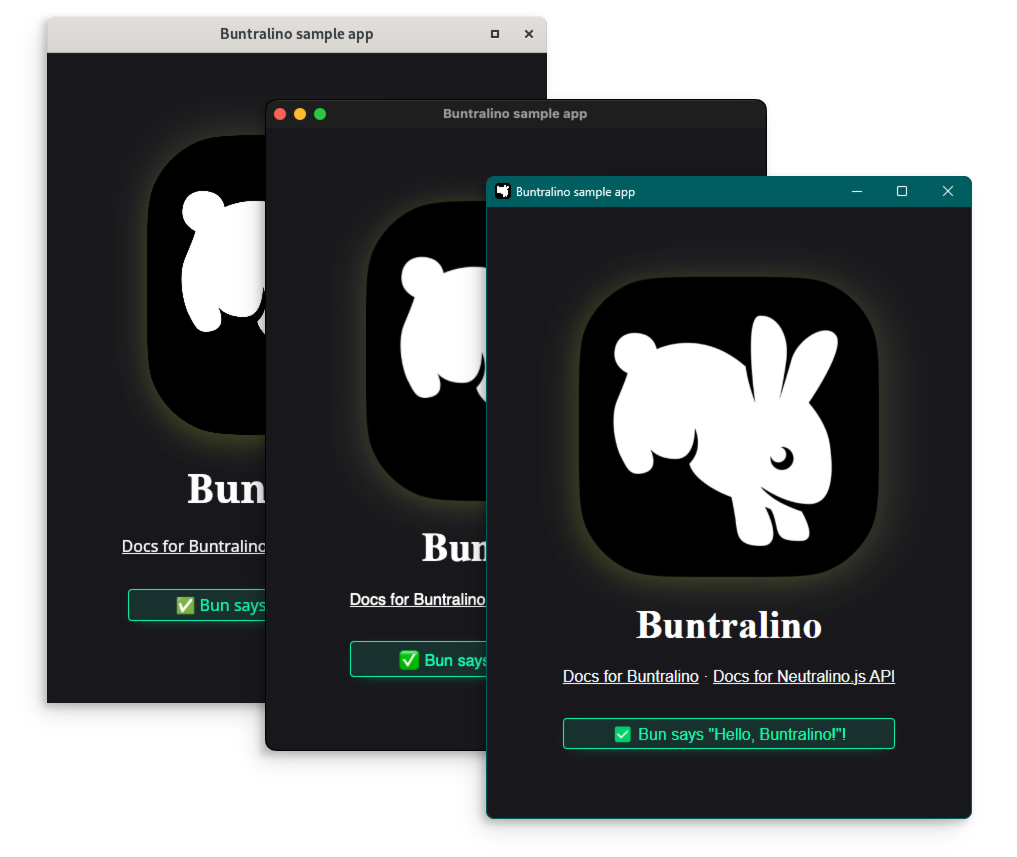 Buntralino sample app
Bun
Docs for Buntralino
✅ Bun says
Buntralino sample app
Bun
Docs for Buntralino
✅ Bun says
Buntralino sample app
Buntralino
Docs for Buntralino · Docs for Neutralino.js API
✅ Bun says "Hello, Buntralino!"!